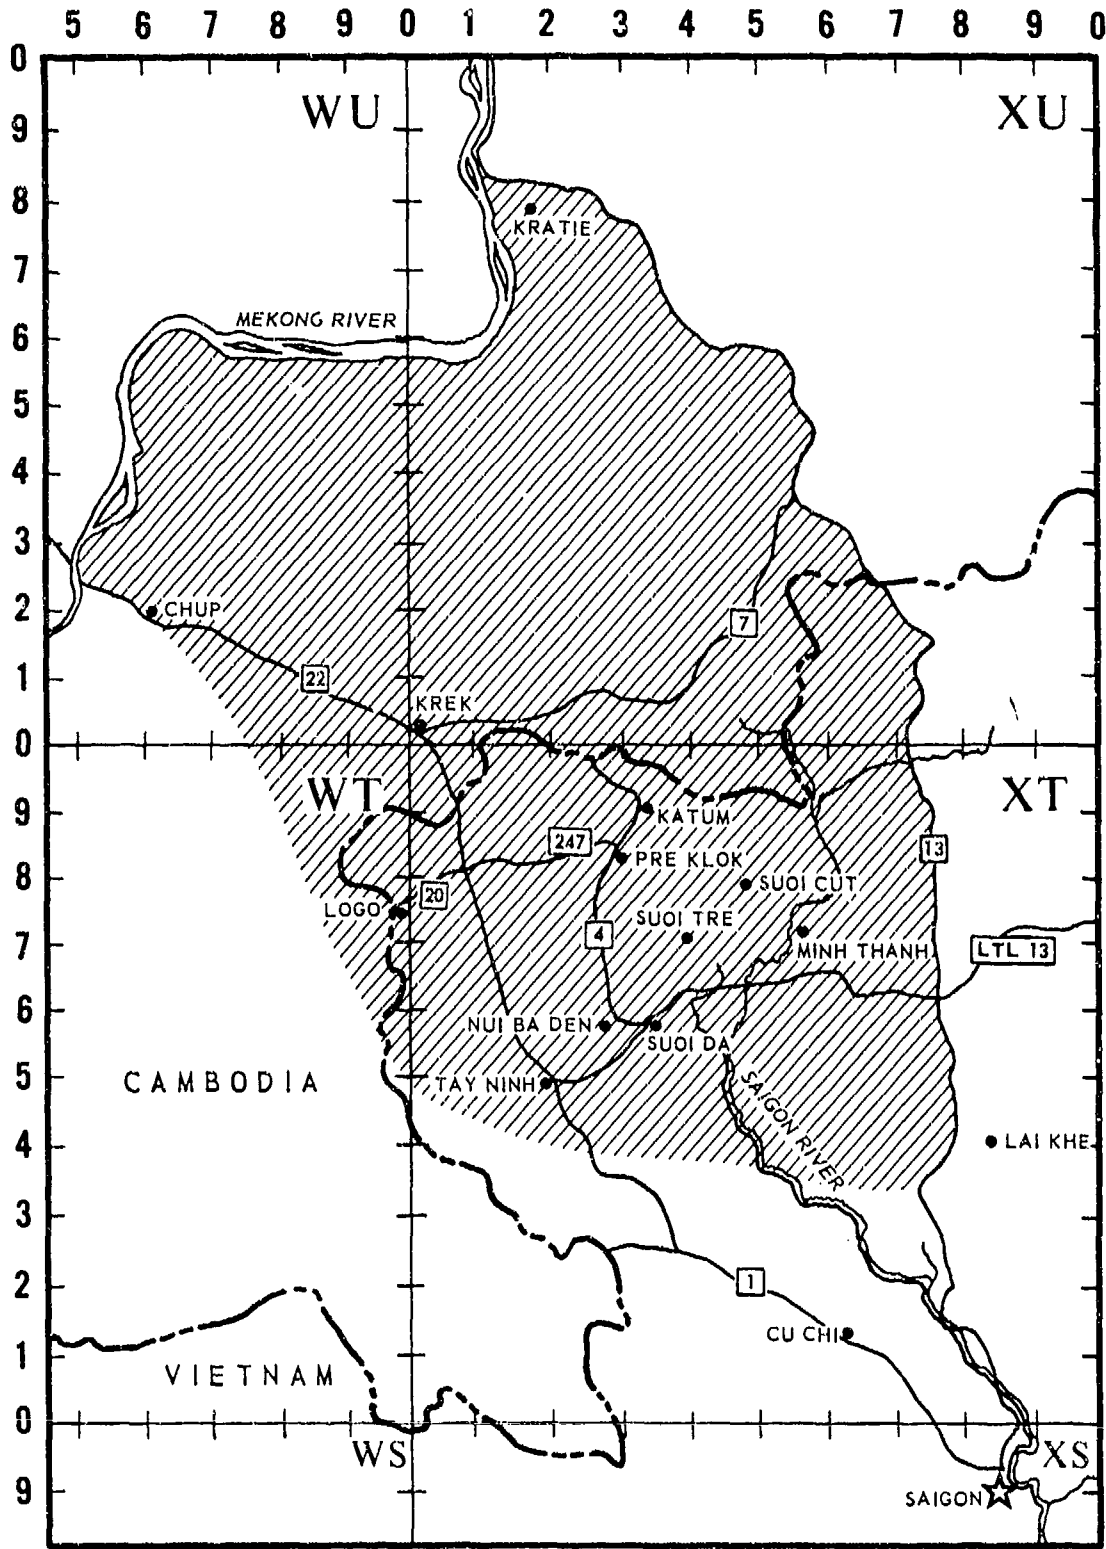 5 6 7 8 9 0 1 2 3 4 5 6 7 8 9 0
0
WU XU
9
8
KRATIE
7
MEKONG RIVER
6
5
4
3
2
CHUP
7
1
22
KREK
0
WT XT
9
KATUM
247
13
8
PRE KLOK
SUOI CUT
20
LOGO
SUOI TRE
7
4
MINH THANH
LTL 13
6
NUI BA DEN
SUOI DA
5
CAMBODIA
TAY NINH
SAIGON RIVER
4
LAI KHE
3
2
1
CU CHI
1
VIETNAM
0
WS XS
9
SAIGON